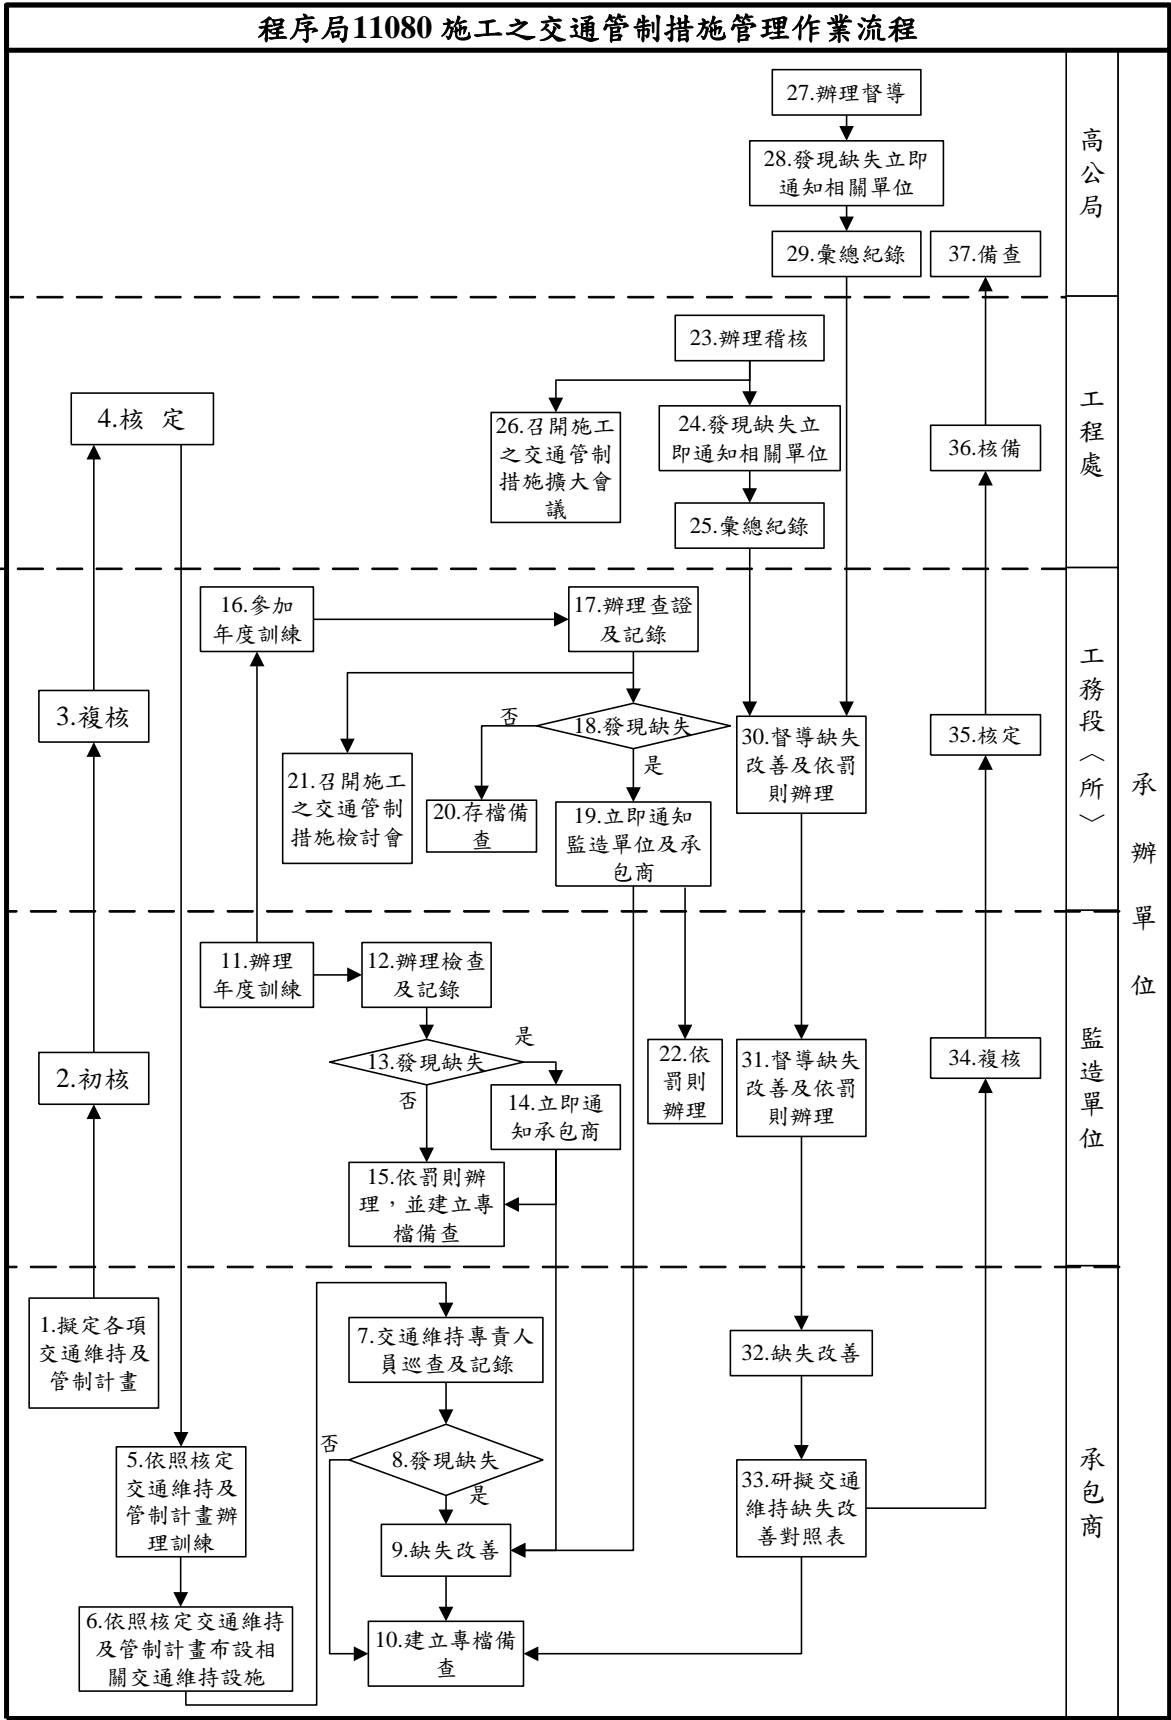 程序局11080 施工之交通管制措施管理作業流程
27.辦理督導
28.發現缺失立即
通知相關單位
29.彙總紀錄
37.備查
高
公
局
23.辦理稽核
4.核 定
26.召開施工
之交通管制
措施擴大會
議
24.發現缺失立
即通知相關單位
25.彙總紀錄
36.核備
工
程
處
16.參加
年度訓練
17.辦理查證
及記錄
3.複核
否
18.發現缺失
是
21.召開施工
之交通管制
措施檢討會
20.存檔備
查
19.立即通知
監造單位及承
包商
30.督導缺失
改善及依罰
則辦理
35.核定
工
務
段
︿
所
﹀
承
辦
單
位
11.辦理
年度訓練
12.辦理檢查
及記錄
是
13.發現缺失
否
14.立即通
知承包商
15.依罰則辦
理，並建立專
檔備查
2.初核
22.依
罰則
辦理
31.督導缺失
改善及依罰
則辦理
34.複核
監
造
單
位
1.擬定各項
交通維持及
管制計畫
7.交通維持專責人
員巡查及記錄
32.缺失改善
否
8.發現缺失
是
5.依照核定
交通維持及
管制計畫辦
理訓練
9.缺失改善
33.研擬交通
維持缺失改
善對照表
6.依照核定交通維持
及管制計畫布設相
關交通維持設施
10.建立專檔備
查
承
包
商